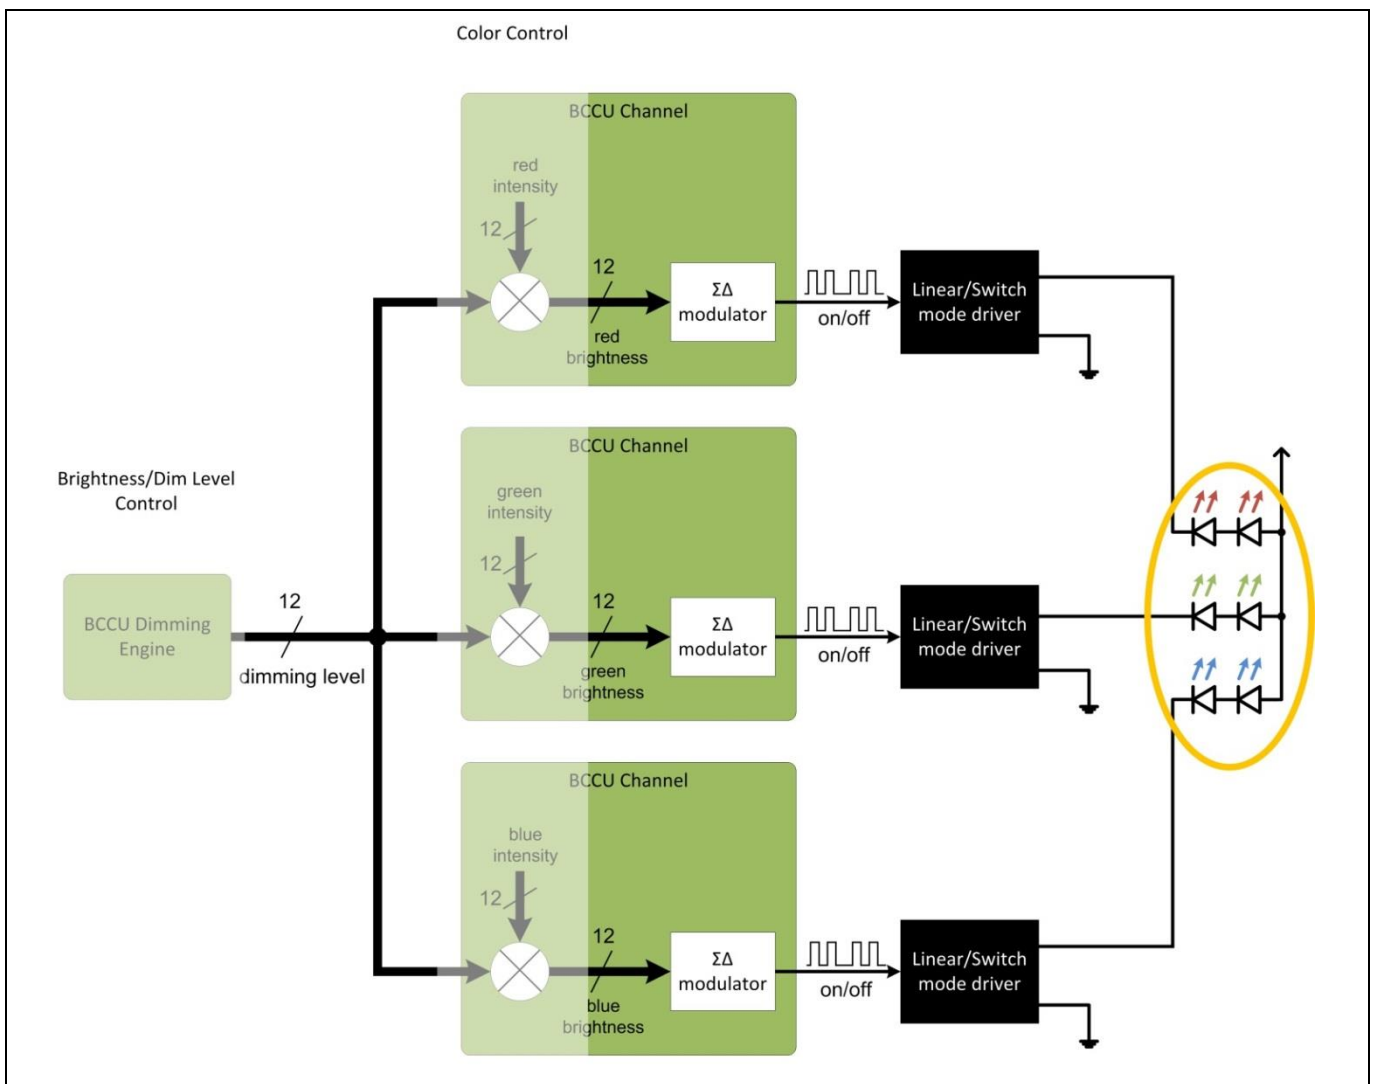 Color Control
BCCU Channel
red
intensity
12
12
red
brightness
ΣΔ
modulator
on/off
Linear/Switch
mode driver
Brightness/Dim Level
Control
BCCU Dimming
Engine
12
dimming level
BCCU Channel
green
intensity
12
12
green
brightness
ΣΔ
modulator
on/off
Linear/Switch
mode driver
BCCU Channel
blue
intensity
12
12
blue
brightness
ΣΔ
modulator
on/off
Linear/Switch
mode driver